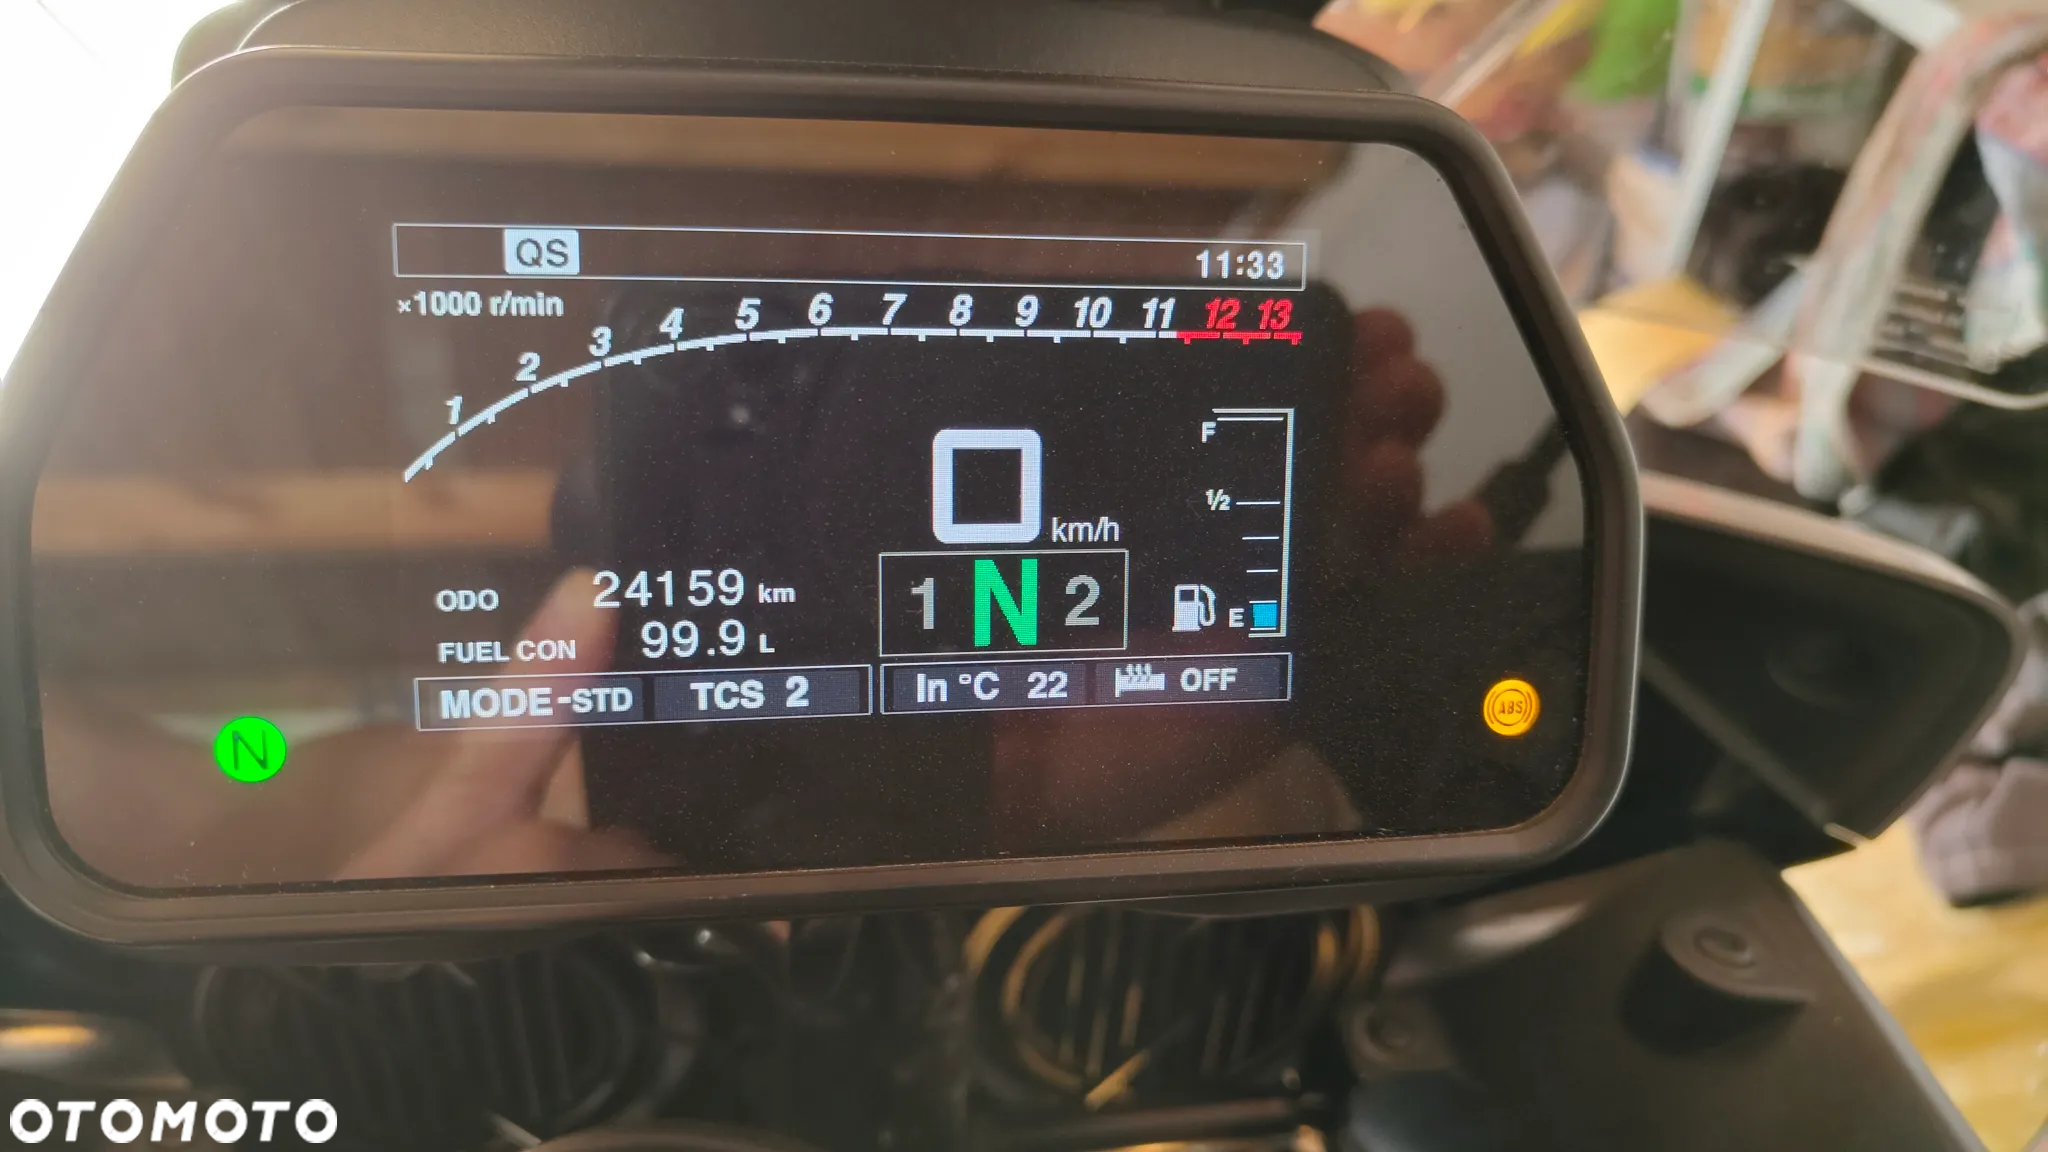 QS
11:33
×1000 r/min
1 2 3 4 5 6 7 8 9 10 11 12 13
F
½
E
0 km/h
ODO 24159 km
FUEL CON 99.9 L
1 N 2
MODE-STD TCS 2
In °C 22 OFF
N
ABS
OTOMOTO